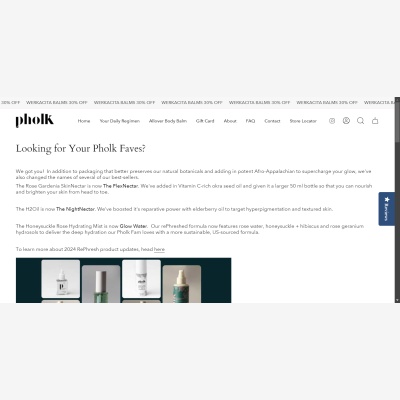 30% OFF WERKACITA BALMS 30% OFF WERKACITA BALMS 30% OFF WERKACITA BALMS 30% OFF WERKACITA BALMS 30% OFF WERKACITA BALMS 30% OFF
pholk
Home Your Daily Regimen Allover Body Balm Gift Card About FAQ Contact Store Locator
Looking for Your Pholk Faves?
We got you! In addition to packaging that better preserves our natural botanicals and adding in potent Afro-Appalachian to supercharge your glow, we've
also changed the names of several of our best-sellers.
The Rose Gardenia SkinNectar is now The FlexNectar. We've added in Vitamin C-rich okra seed oil and given it a larger 50 ml bottle so that you can nourish
and brighten your skin from head to toe.
The H2Oil is now The NightNectar. We've boosted it's reparative power with elderberry oil to target hyperpigmentation and textured skin.
The Honeysuckle Rose Hydrating Mist is now Glow Water. Our rePhreshed formula now features rose water, honeysuckle + hibiscus and rose geranium
hydrosols to deliver the deep hydration our Pholk Fam loves with a more sustainable, US-sourced formula.
To learn more about 2024 RePhresh product updates, head here
★ Reviews